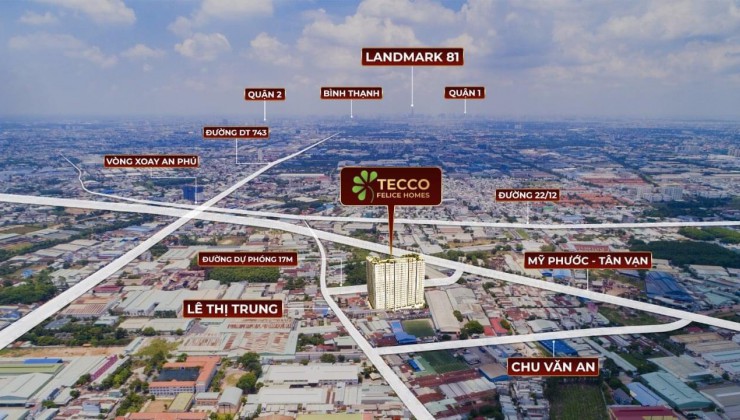 LANDMARK 81
QUẬN 2
BÌNH THẠNH
QUẬN 1
ĐƯỜNG DT 743
VÒNG XOAY AN PHÚ
TECCO
FELICE HOMES
ĐƯỜNG 22/12
ĐƯỜNG DỰ PHÓNG 17M
MỸ PHƯỚC - TÂN VẠN
LÊ THỊ TRUNG
CHU VĂN AN